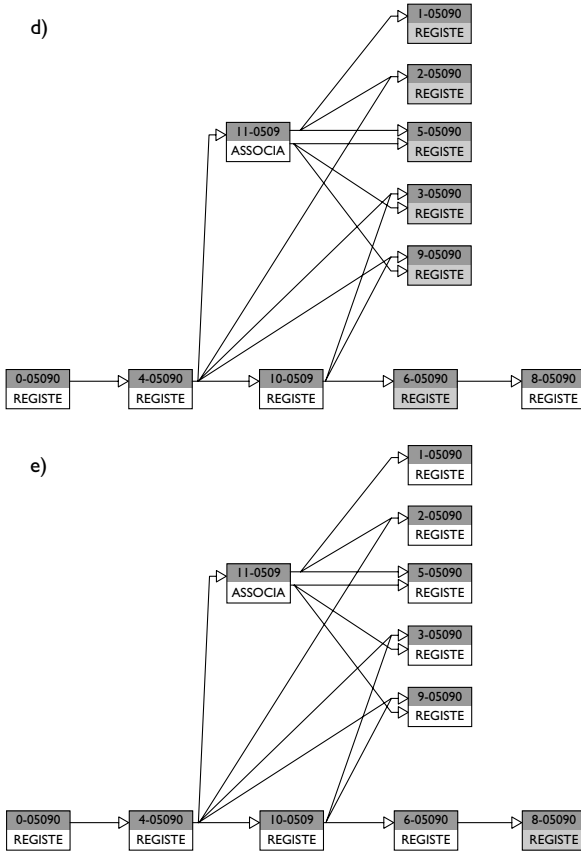 d)
1-05090
REGISTE
2-05090
REGISTE
11-0509
ASSOCIA
5-05090
REGISTE
3-05090
REGISTE
9-05090
REGISTE
0-05090
REGISTE
4-05090
REGISTE
10-0509
REGISTE
6-05090
REGISTE
8-05090
REGISTE
e)
1-05090
REGISTE
2-05090
REGISTE
11-0509
ASSOCIA
5-05090
REGISTE
3-05090
REGISTE
9-05090
REGISTE
0-05090
REGISTE
4-05090
REGISTE
10-0509
REGISTE
6-05090
REGISTE
8-05090
REGISTE